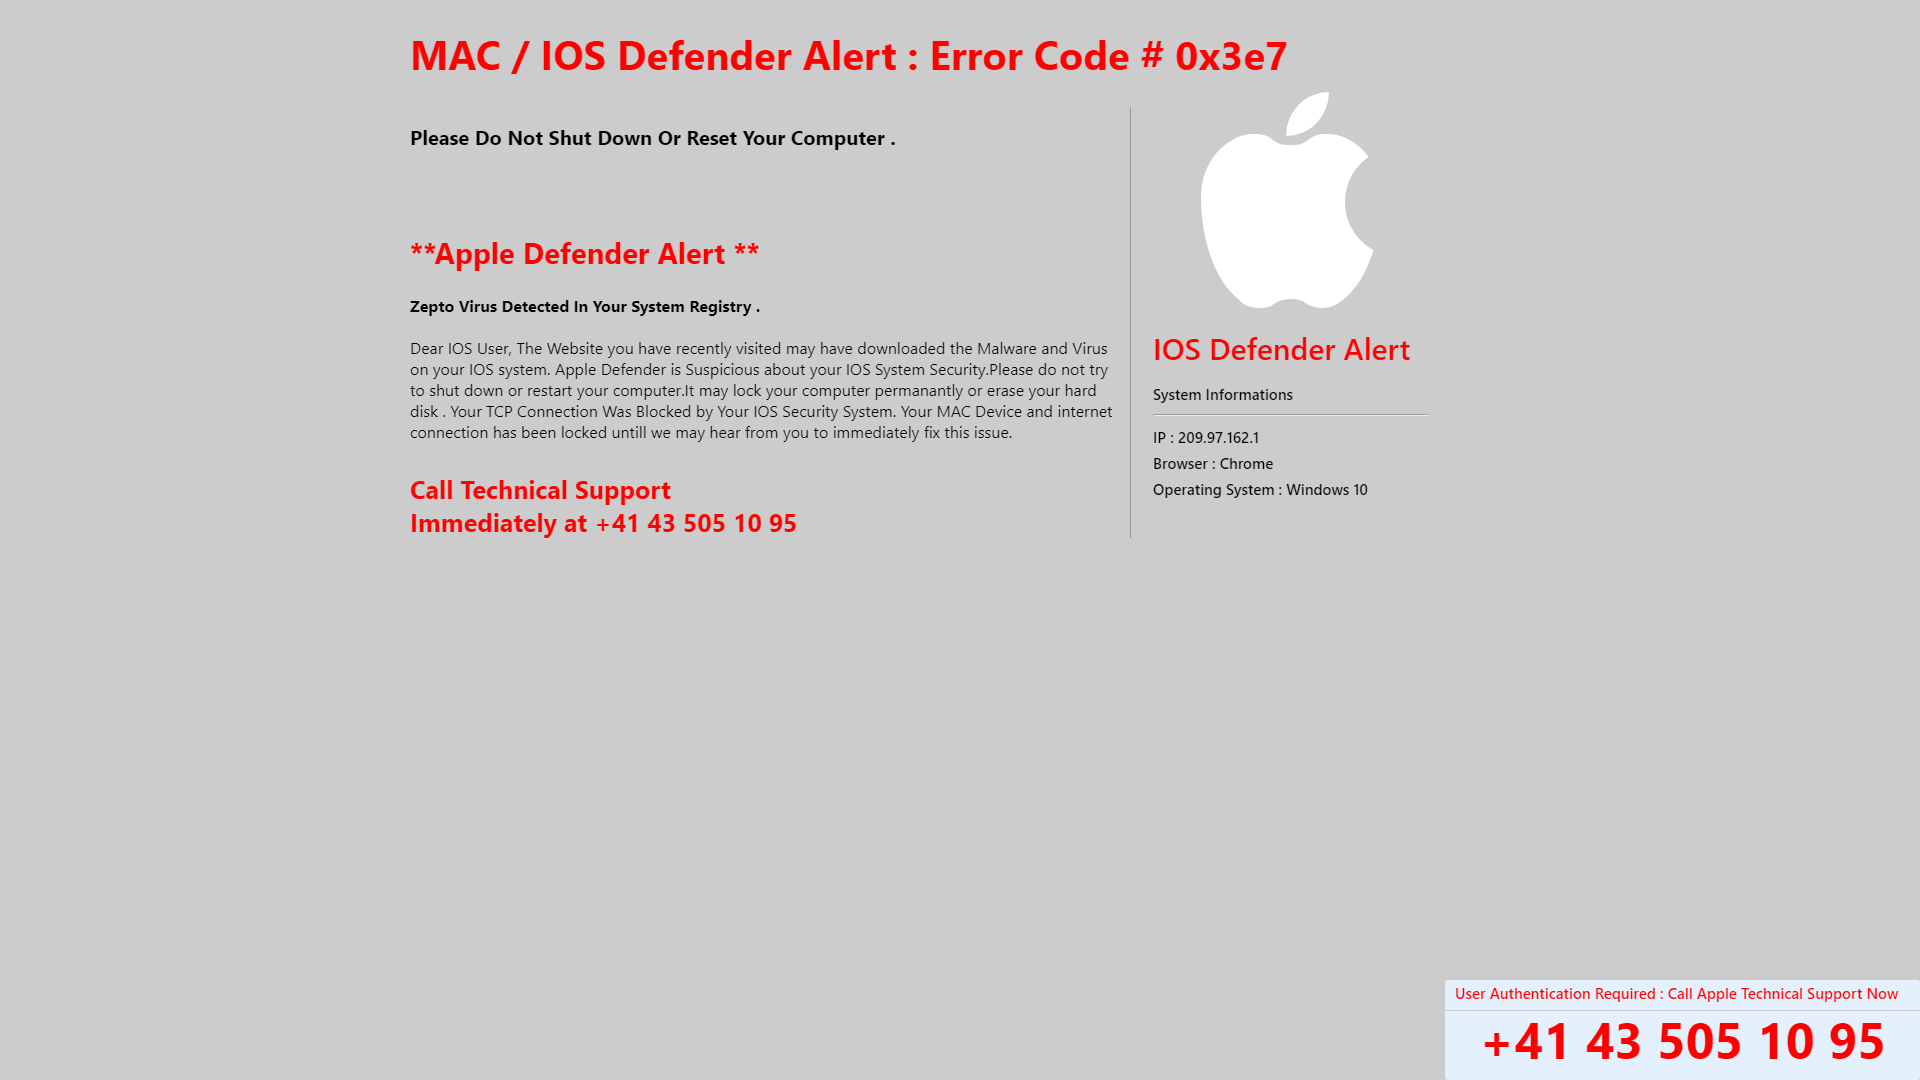 MAC / IOS Defender Alert : Error Code # 0x3e7
Please Do Not Shut Down Or Reset Your Computer .
**Apple Defender Alert **
Zepto Virus Detected In Your System Registry .
Dear IOS User, The Website you have recently visited may have downloaded the Malware and Virus
on your IOS system. Apple Defender is Suspicious about your IOS System Security.Please do not try
to shut down or restart your computer.It may lock your computer permanantly or erase your hard
disk . Your TCP Connection Was Blocked by Your IOS Security System. Your MAC Device and internet
connection has been locked untill we may hear from you to immediately fix this issue.
Call Technical Support
Immediately at +41 43 505 10 95
IOS Defender Alert
System Informations
IP : 209.97.162.1
Browser : Chrome
Operating System : Windows 10
User Authentication Required : Call Apple Technical Support Now
+41 43 505 10 95